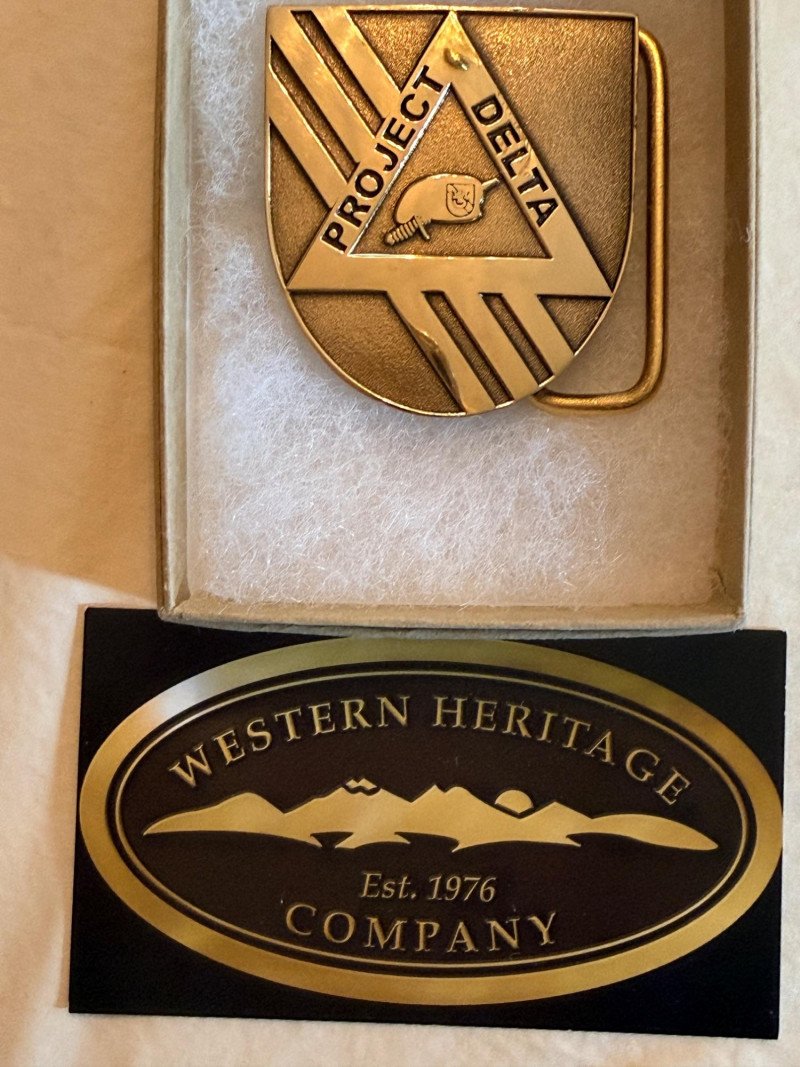 PROJECT
DELTA
WESTERN HERITAGE
Est. 1976
COMPANY